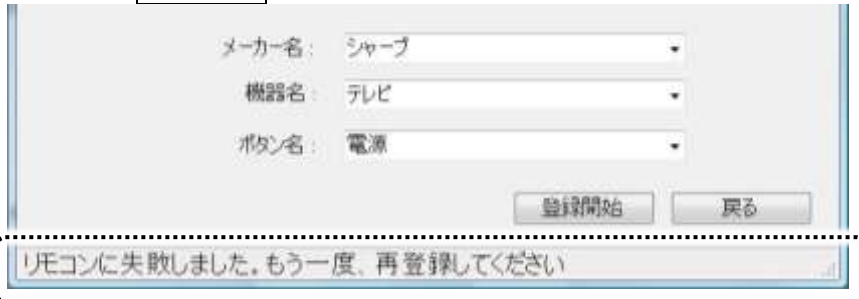 メーカー名: シャープ
機器名: テレビ
ボタン名: 電源
登録開始 戻る
リモコンに失敗しました。もう一度、再登録してください